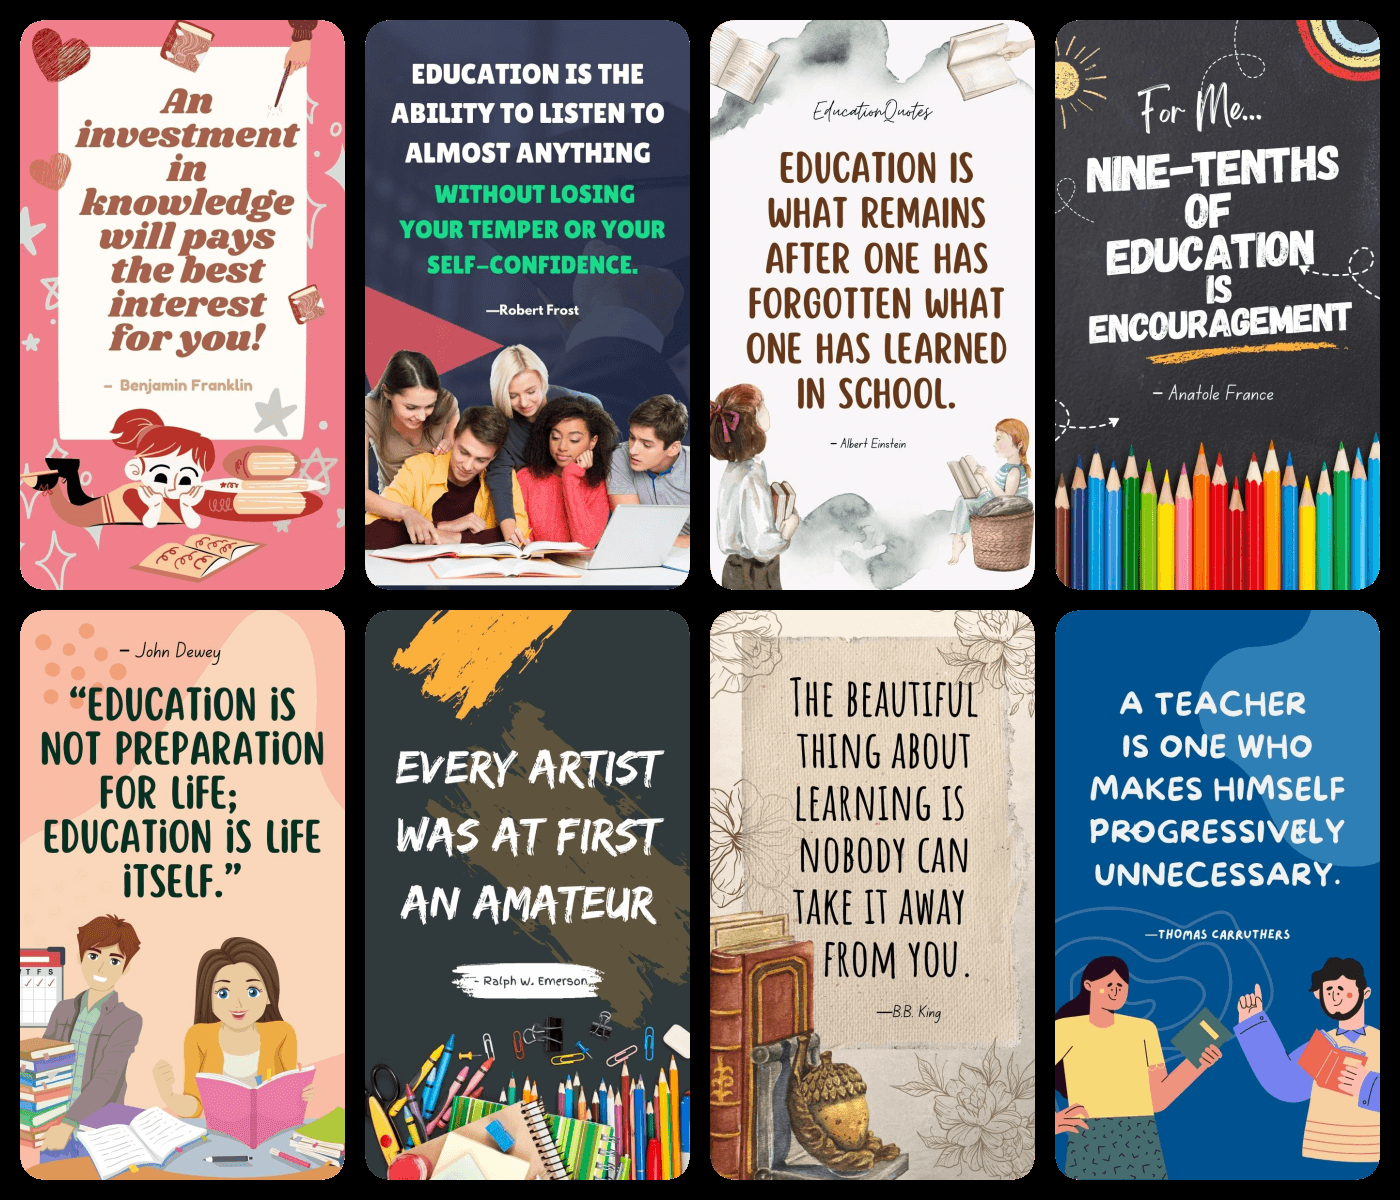 An
investment
in
knowledge
will pays
the best
interest
for you!
- Benjamin Franklin
EDUCATION IS THE
ABILITY TO LISTEN TO
ALMOST ANYTHING
WITHOUT LOSING
YOUR TEMPER OR YOUR
SELF-CONFIDENCE.
—Robert Frost
EducationQuotes
EDUCATION IS
WHAT REMAINS
AFTER ONE HAS
FORGOTTEN WHAT
ONE HAS LEARNED
IN SCHOOL.
- Albert Einstein
For Me...
NINE-TENTHS
OF
EDUCATION
IS
ENCOURAGEMENT
- Anatole France
- John Dewey
“EDUCATION IS
NOT PREPARATION
FOR LIFE;
EDUCATION IS LIFE
ITSELF.”
T F S
EVERY ARTIST
WAS AT FIRST
AN AMATEUR
- Ralph W. Emerson
THE BEAUTIFUL
THING ABOUT
LEARNING IS
NOBODY CAN
TAKE IT AWAY
FROM YOU.
—B.B. King
A TEACHER
IS ONE WHO
MAKES HIMSELF
PROGRESSIVELY
UNNECESSARY.
—THOMAS CARRUTHERS